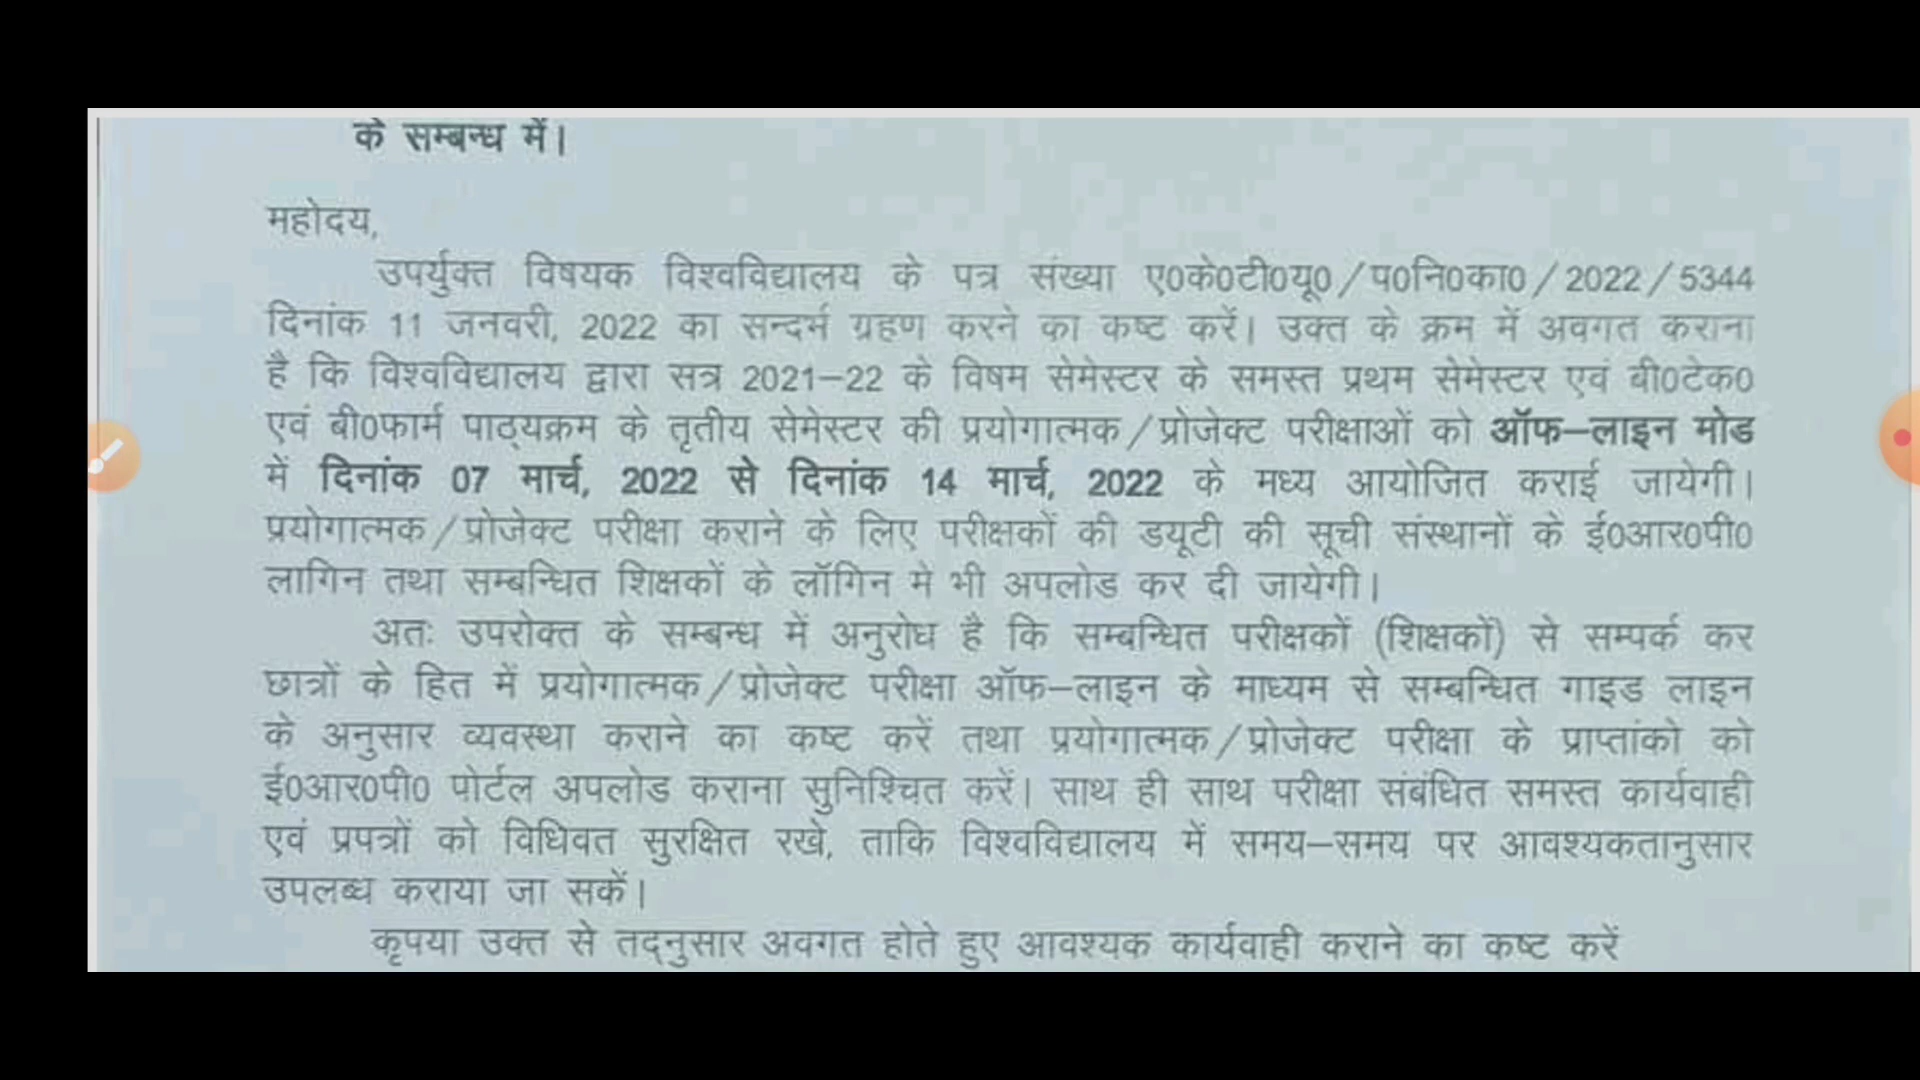 के सम्बन्ध में।
महोदय,
उपर्युक्त विषयक विश्वविद्यालय के पत्र संख्या ए0के0टी0यू0/प0नि0का0/2022/5344
दिनांक 11 जनवरी, 2022 का सन्दर्भ ग्रहण करने का कष्ट करें। उक्त के क्रम में अवगत कराना
है कि विश्वविद्यालय द्वारा सत्र 2021–22 के विषम सेमेस्टर के समस्त प्रथम सेमेस्टर एवं बी0टेक0
एवं बी0फार्म पाठ्यक्रम के तृतीय सेमेस्टर की प्रयोगात्मक/प्रोजेक्ट परीक्षाओं को ऑफ–लाइन मोड
में दिनांक 07 मार्च, 2022 से दिनांक 14 मार्च, 2022 के मध्य आयोजित कराई जायेगी।
प्रयोगात्मक/प्रोजेक्ट परीक्षा कराने के लिए परीक्षकों की डयूटी की सूची संस्थानों के ई0आर0पी0
लागिन तथा सम्बन्धित शिक्षकों के लॉगिन मे भी अपलोड कर दी जायेगी।
अतः उपरोक्त के सम्बन्ध में अनुरोध है कि सम्बन्धित परीक्षकों (शिक्षकों) से सम्पर्क कर
छात्रों के हित में प्रयोगात्मक/प्रोजेक्ट परीक्षा ऑफ–लाइन के माध्यम से सम्बन्धित गाइड लाइन
के अनुसार व्यवस्था कराने का कष्ट करें तथा प्रयोगात्मक/प्रोजेक्ट परीक्षा के प्राप्तांको को
ई0आर0पी0 पोर्टल अपलोड कराना सुनिश्चित करें। साथ ही साथ परीक्षा संबंधित समस्त कार्यवाही
एवं प्रपत्रों को विधिवत सुरक्षित रखे, ताकि विश्वविद्यालय में समय–समय पर आवश्यकतानुसार
उपलब्ध कराया जा सकें।
कृपया उक्त से तद्नुसार अवगत होते हुए आवश्यक कार्यवाही कराने का कष्ट करें